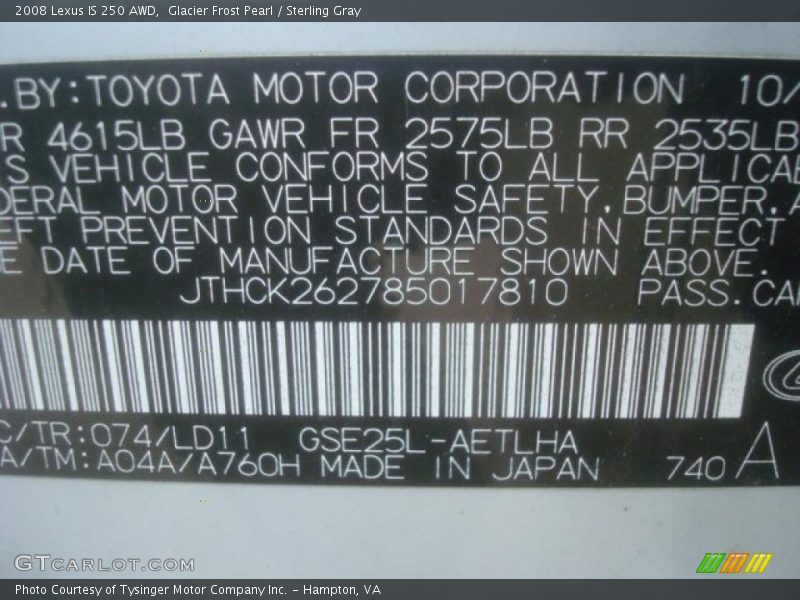 2008 Lexus IS 250 AWD,  Glacier Frost Pearl / Sterling Gray
.BY:TOYOTA MOTOR CORPORATION 10/
R 4615LB GAWR FR 2575LB RR 2535LB
S VEHICLE CONFORMS TO ALL APPLICAB
DERAL MOTOR VEHICLE SAFETY,BUMPER,A
EFT PREVENTION STANDARDS IN EFFECT
E DATE OF MANUFACTURE SHOWN ABOVE.
JTHCK262785017810 PASS.CAR
C/TR:074/LD11 GSE25L-AETLHA
A/TM:A04A/A760H MADE IN JAPAN 740 A
GTCARLOT.COM
Photo Courtesy of Tysinger Motor Company Inc. - Hampton, VA